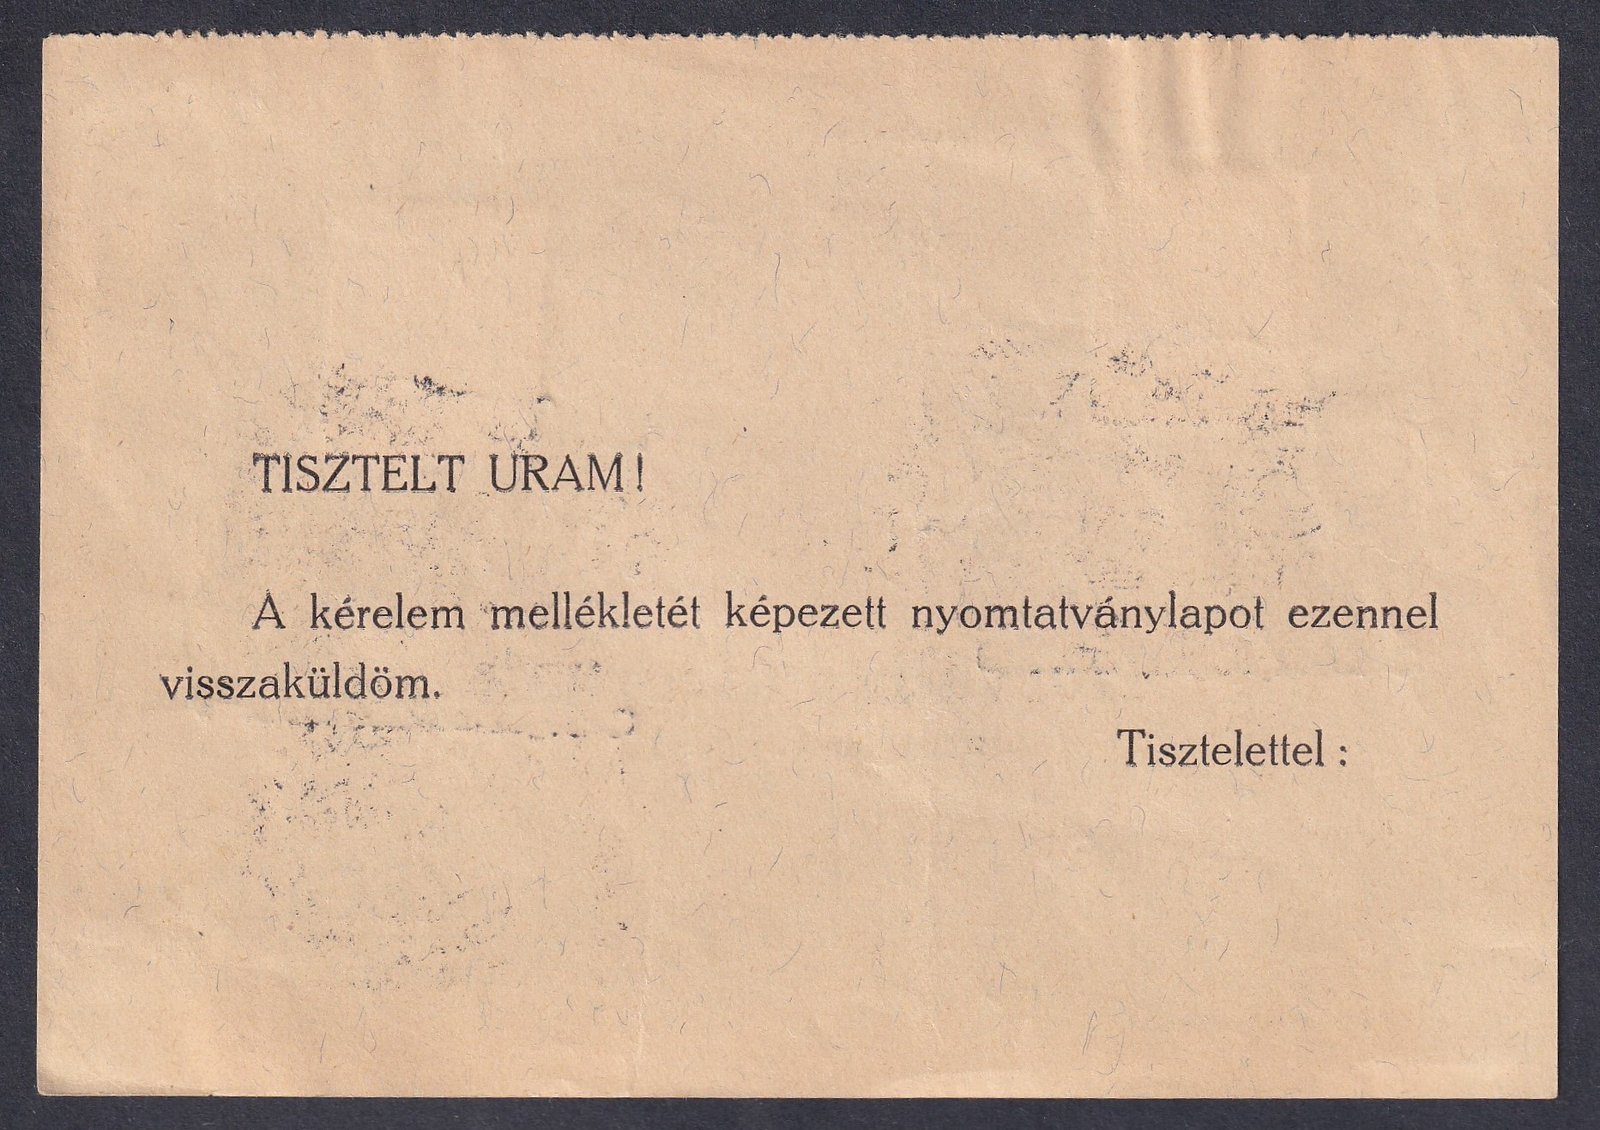 TISZTELT URAM!
A kérelem mellékletét képezett nyomtatványlapot ezennel
visszaküldöm.
Tisztelettel :